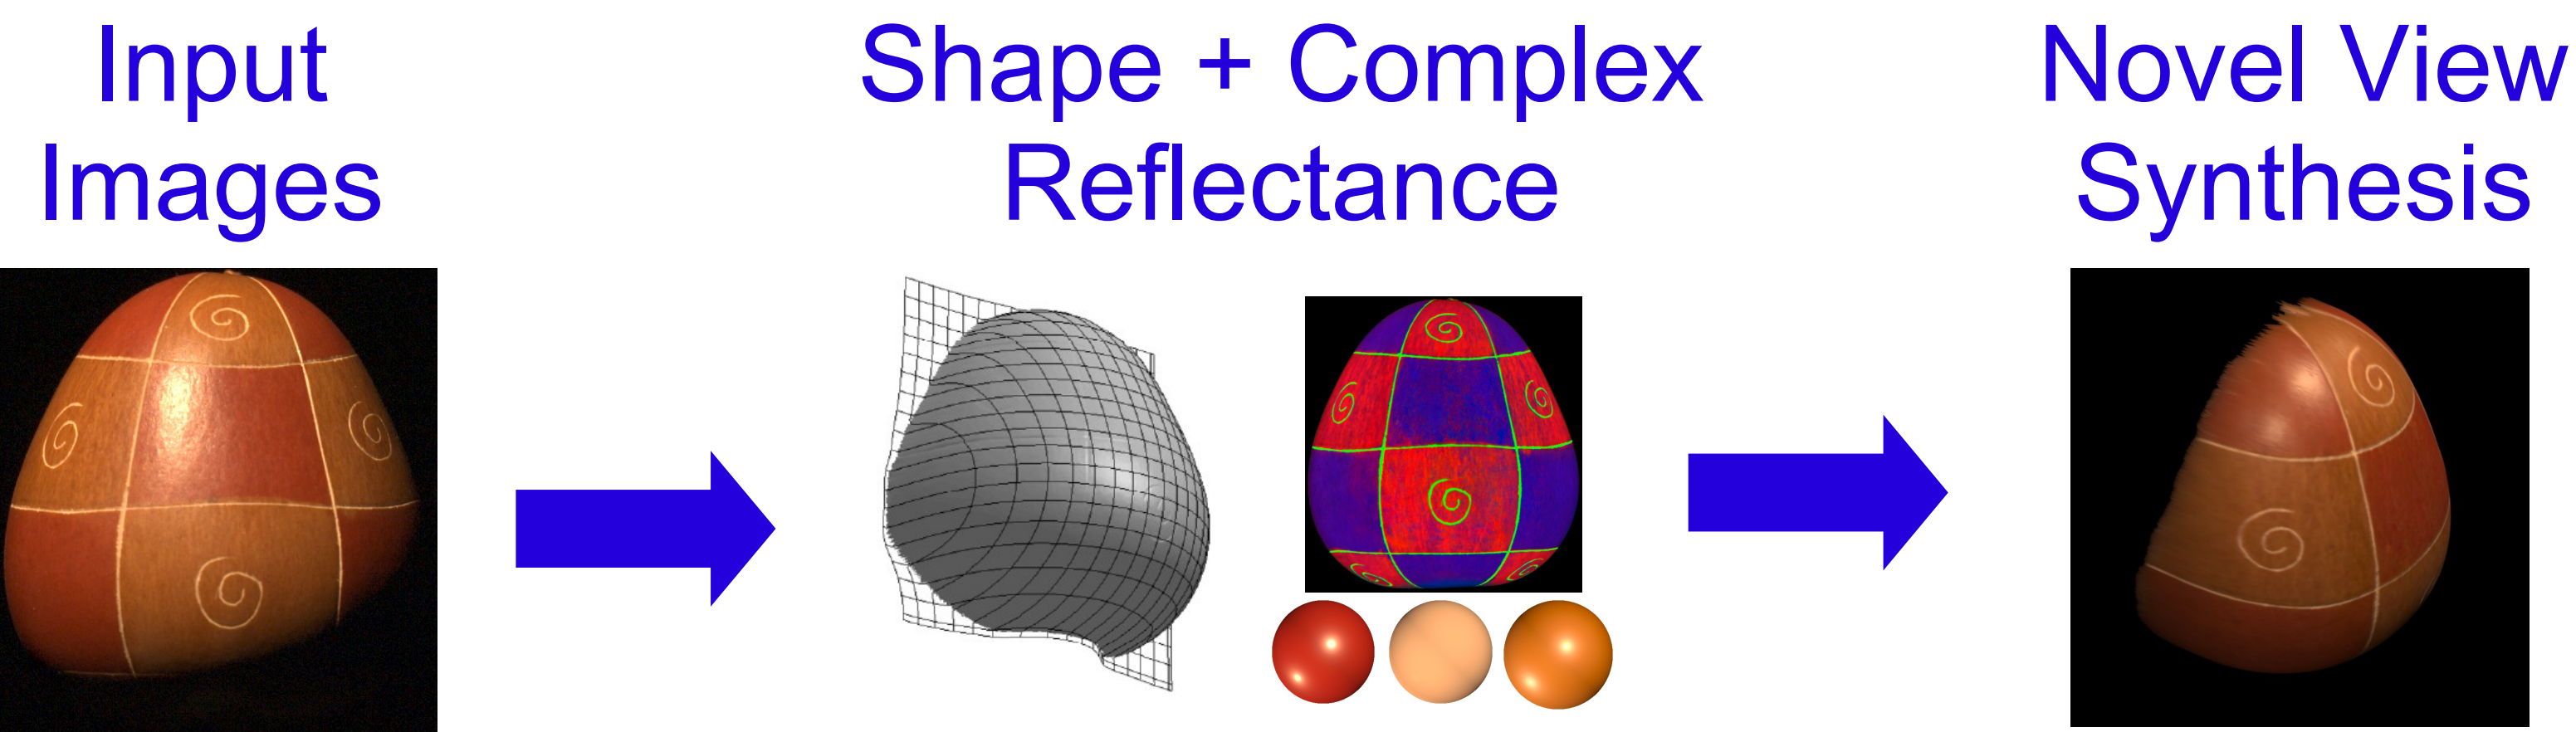 Input
Images
Shape + Complex
Reflectance
Novel View
Synthesis